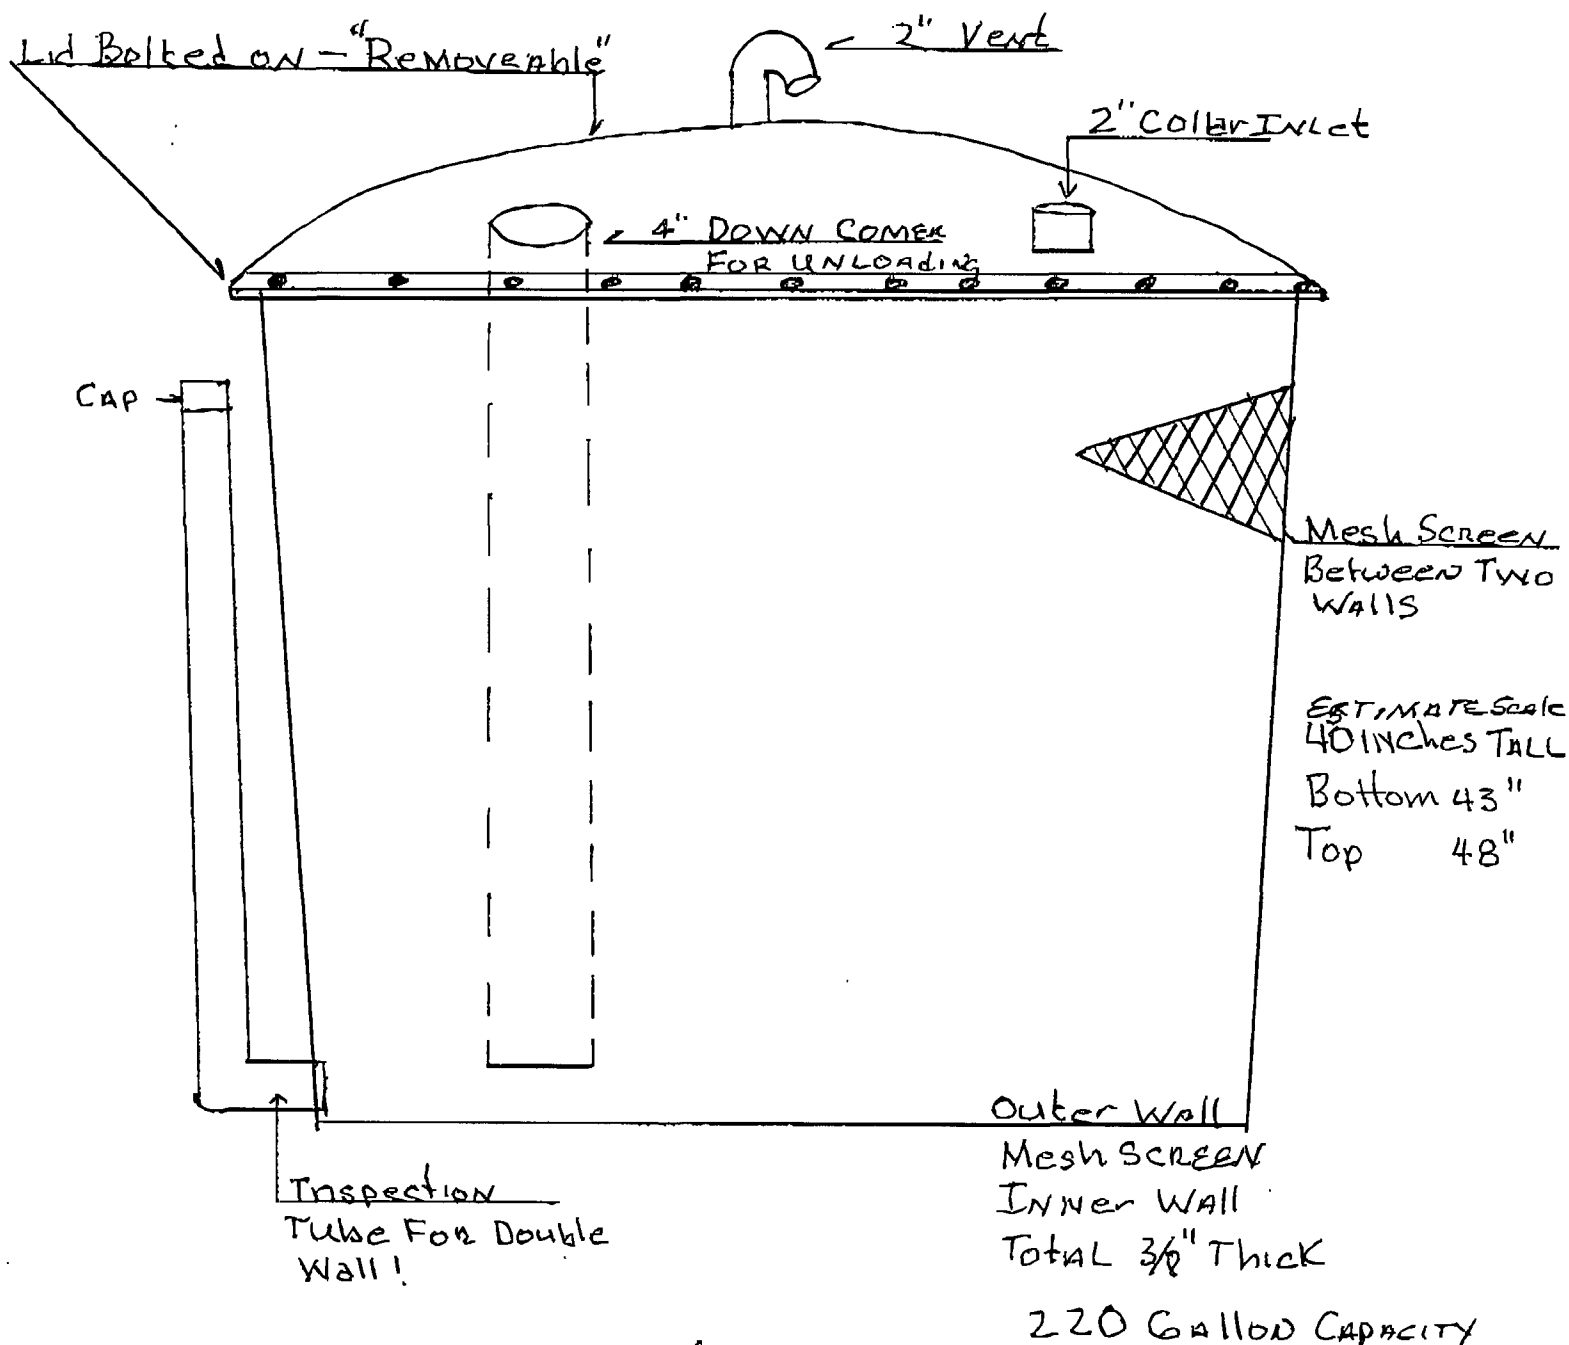 Lid Bolted on - "Removeable"
2" Vent
2" Coller Inlet
4" Down Comer
For Unloading
Cap
Mesh Screen
Between Two
Walls
Estimate Scale
40 Inches Tall
Bottom 43"
Top 48"
Outer Wall
Mesh Screen
Inner Wall
Total 3/8" Thick
220 Gallon Capacity
Inspection
Tube For Double
Wall!